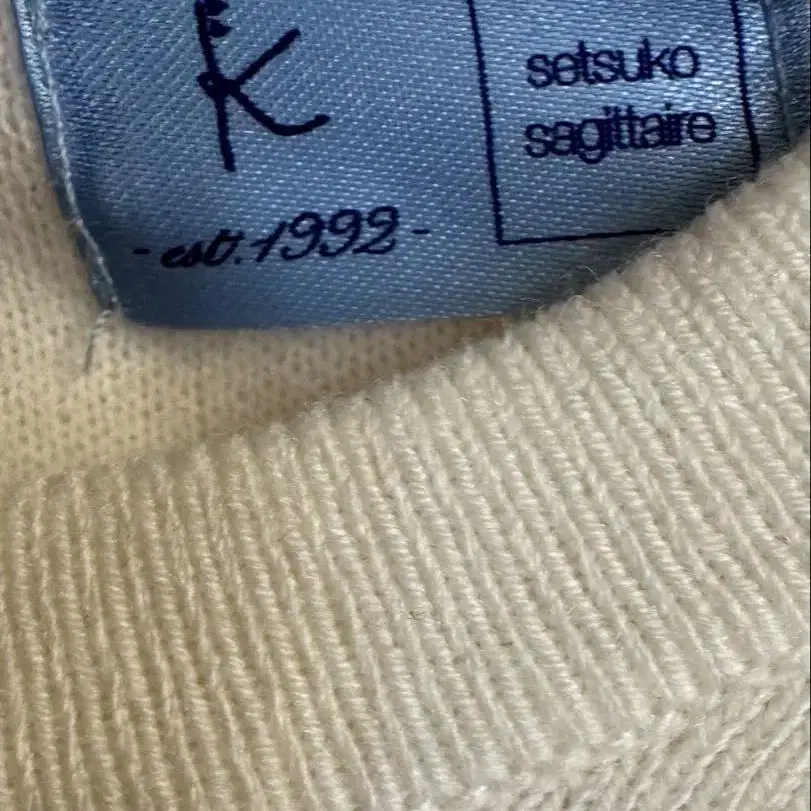 k
-est.1992-
setsuko
sagittaire